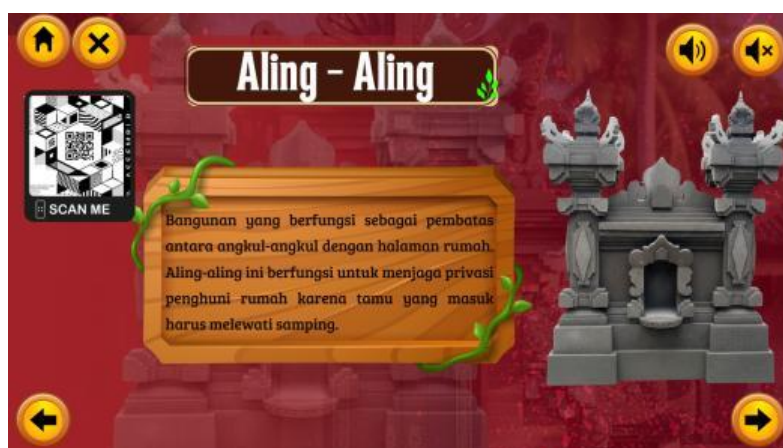 Aling - Aling
SCAN ME
Bangunan yang berfungsi sebagai pembatas
antara angkul-angkul dengan halaman rumah.
Aling-aling ini berfungsi untuk menjaga privasi
penghuni rumah karena tamu yang masuk
harus melewati samping.